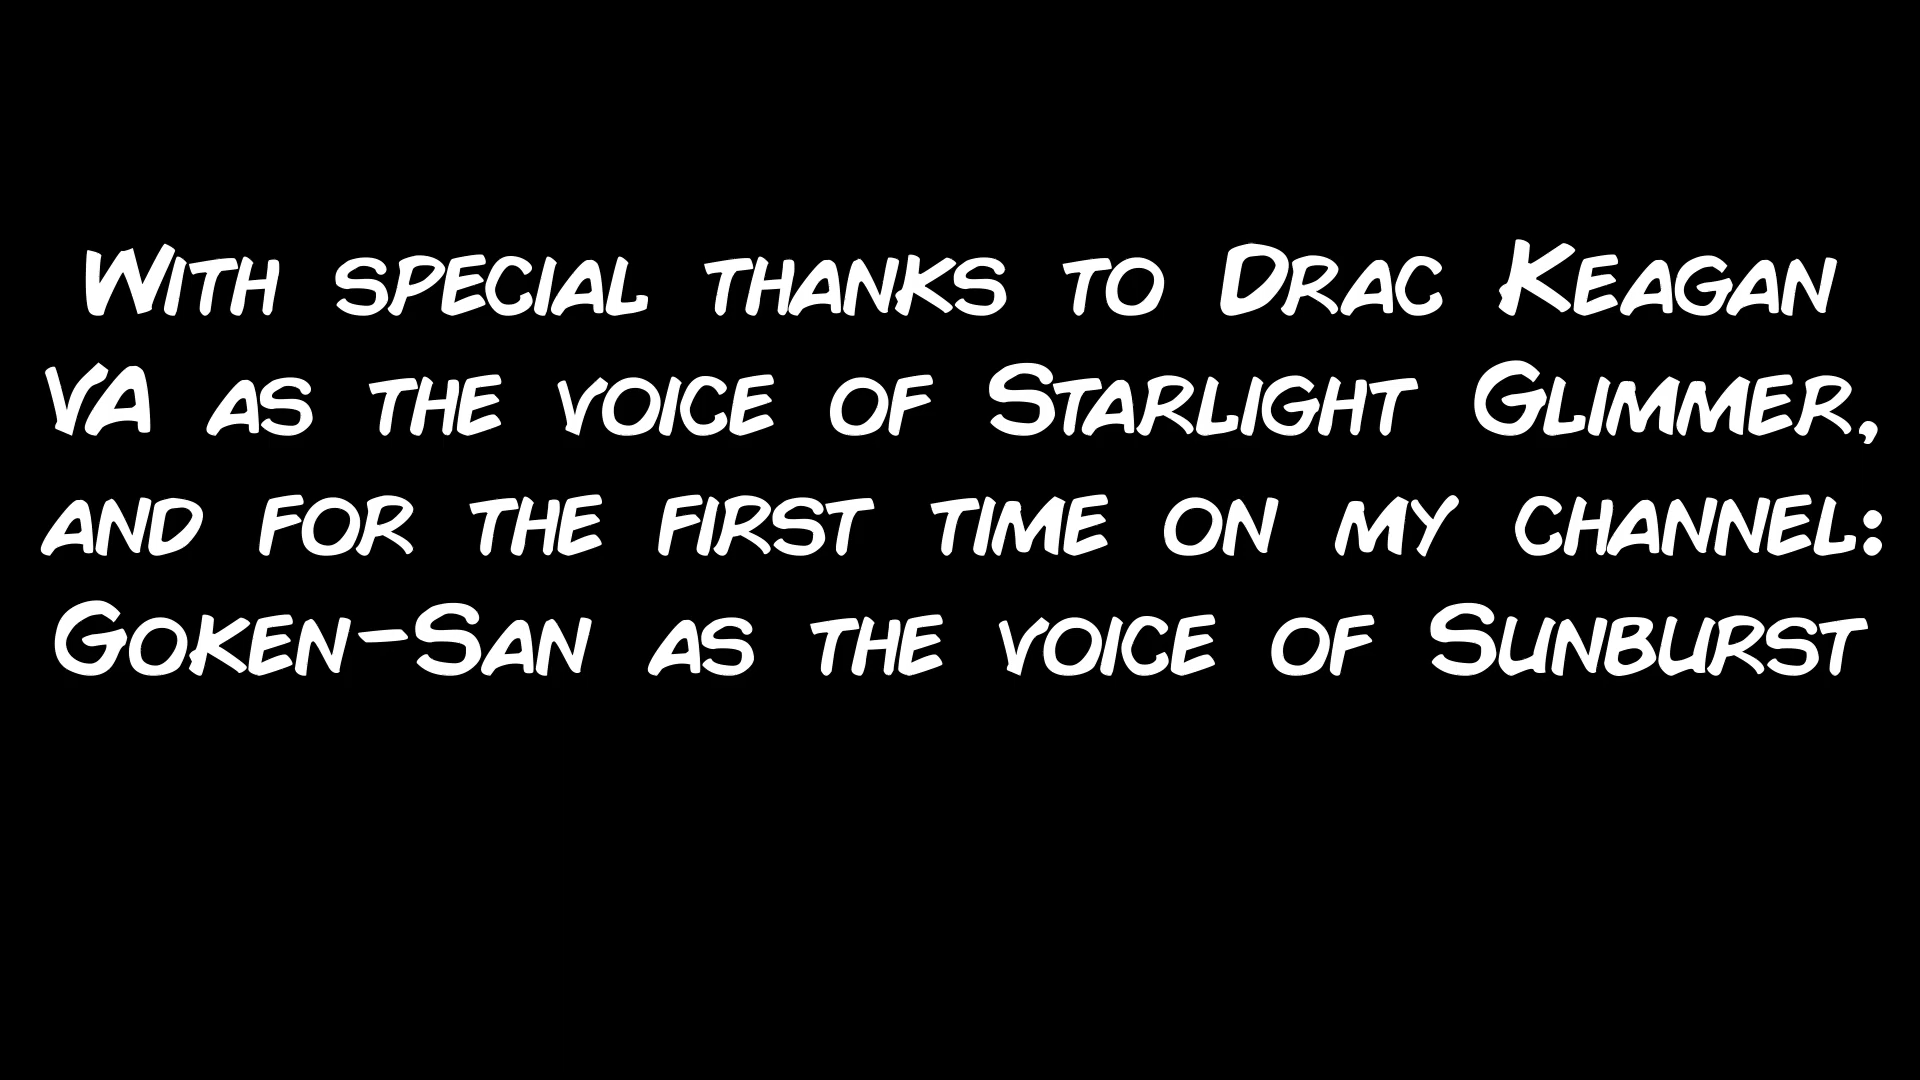 With special thanks to Drac Keagan
VA as the voice of Starlight Glimmer,
and for the first time on my channel:
Goken-San as the voice of Sunburst